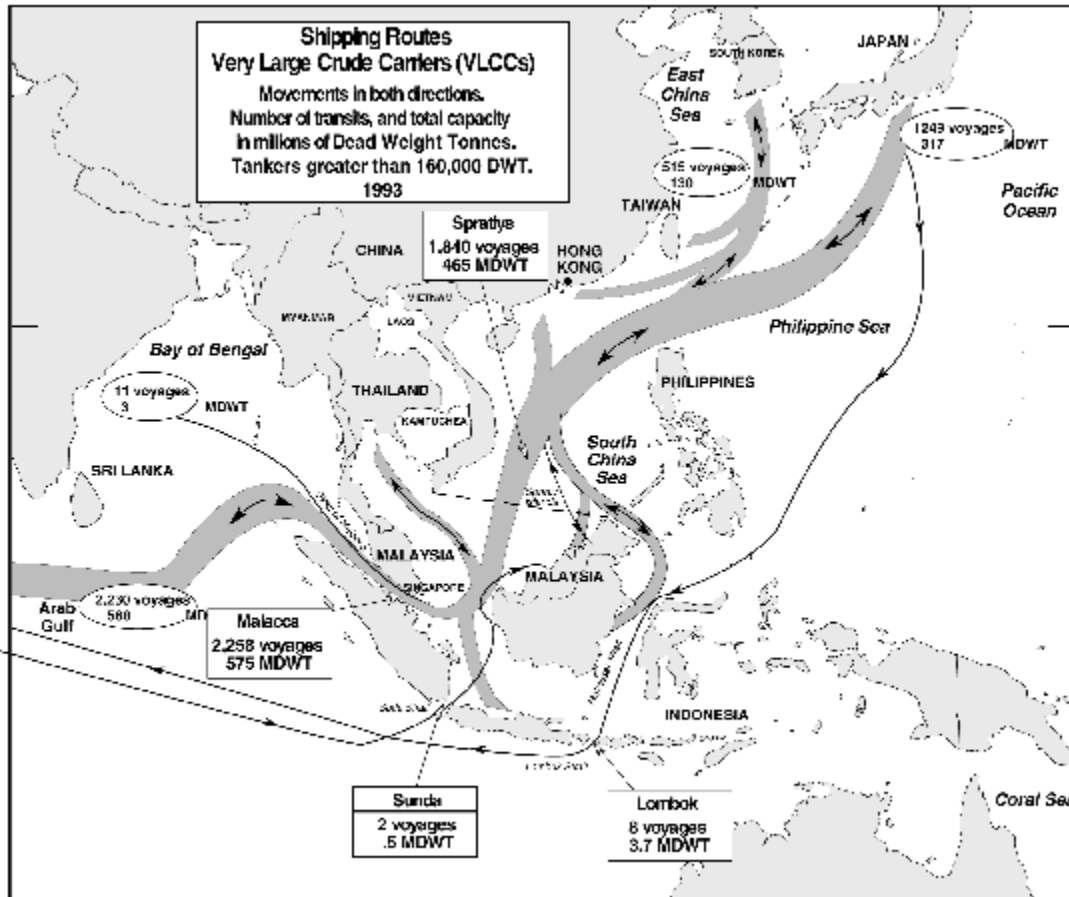 Shipping Routes
Very Large Crude Carriers (VLCCs)
Movements in both directions.
Number of transits, and total capacity
in millions of Dead Weight Tonnes.
Tankers greater than 160,000 DWT.
1993
SOUTH KOREA
JAPAN
East
China
Sea
1249 voyages
317 MDWT
515 voyages
130 MDWT
Pacific
Ocean
TAIWAN
Spratlys
1,840 voyages
465 MDWT
CHINA
HONG
KONG
VIETNAM
MYANMAR
LAOS
Philippine Sea
Bay of Bengal
THAILAND
PHILIPPINES
11 voyages
3 MDWT
KAMPUCHEA
South
China
Sea
SRI LANKA
MALAYSIA
MALAYSIA
SINGAPORE
Arab
Gulf
2,230 voyages
568 MD
Malacca
2,258 voyages
575 MDWT
INDONESIA
Lombok Strait
Sunda
2 voyages
.5 MDWT
Lombok
8 voyages
3.7 MDWT
Coral Sea